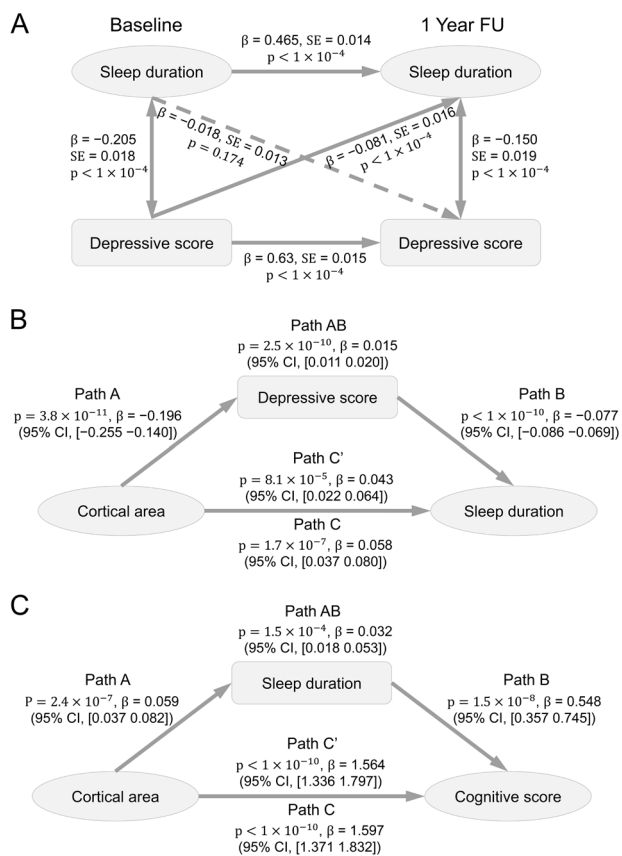 A
Baseline
1 Year FU
Sleep duration
β = 0.465, SE = 0.014
p < 1 × 10⁻⁴
Sleep duration
β = −0.205
SE = 0.018
p < 1 × 10⁻⁴
β = −0.018, SE = 0.013
p = 0.174
β = −0.081, SE = 0.016
p < 1 × 10⁻⁴
β = −0.150
SE = 0.019
p < 1 × 10⁻⁴
Depressive score
β = 0.63, SE = 0.015
p < 1 × 10⁻⁴
Depressive score
B
Path AB
p = 2.5 × 10⁻¹⁰, β = 0.015
(95% CI, [0.011 0.020])
Path A
p = 3.8 × 10⁻¹¹, β = −0.196
(95% CI, [−0.255 −0.140])
Depressive score
Path B
p < 1 × 10⁻¹⁰, β = −0.077
(95% CI, [−0.086 −0.069])
Path C'
p = 8.1 × 10⁻⁵, β = 0.043
(95% CI, [0.022 0.064])
Cortical area
Sleep duration
Path C
p = 1.7 × 10⁻⁷, β = 0.058
(95% CI, [0.037 0.080])
C
Path AB
p = 1.5 × 10⁻⁴, β = 0.032
(95% CI, [0.018 0.053])
Path A
P = 2.4 × 10⁻⁷, β = 0.059
(95% CI, [0.037 0.082])
Sleep duration
Path B
p = 1.5 × 10⁻⁸, β = 0.548
(95% CI, [0.357 0.745])
Path C'
p < 1 × 10⁻¹⁰, β = 1.564
(95% CI, [1.336 1.797])
Cortical area
Cognitive score
Path C
p < 1 × 10⁻¹⁰, β = 1.597
(95% CI, [1.371 1.832])